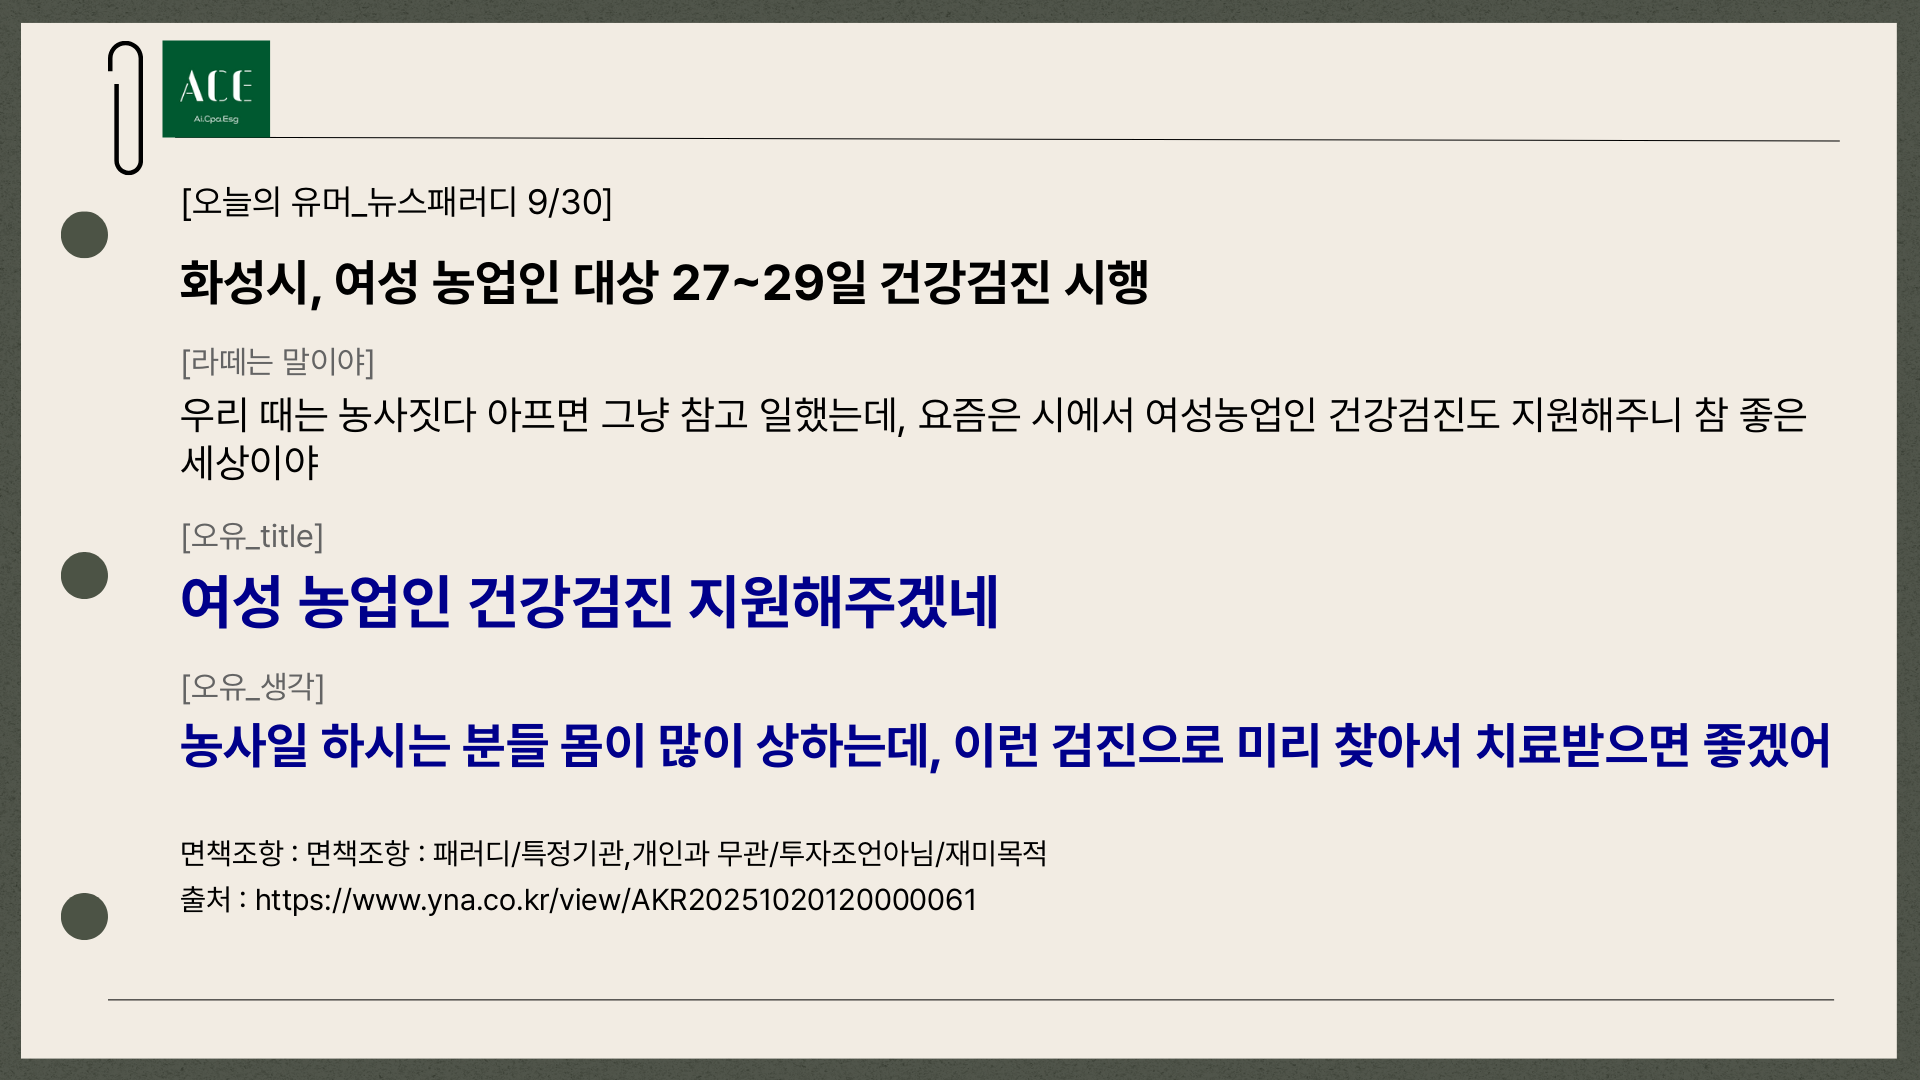 ACE
Ai.Cpa.Esg
[오늘의 유머_뉴스패러디 9/30]
화성시, 여성 농업인 대상 27~29일 건강검진 시행
[라떼는 말이야]
우리 때는 농사짓다 아프면 그냥 참고 일했는데, 요즘은 시에서 여성농업인 건강검진도 지원해주니 참 좋은
세상이야
[오유_title]
여성 농업인 건강검진 지원해주겠네
[오유_생각]
농사일 하시는 분들 몸이 많이 상하는데, 이런 검진으로 미리 찾아서 치료받으면 좋겠어
면책조항 : 면책조항 : 패러디/특정기관,개인과 무관/투자조언아님/재미목적
출처 : https://www.yna.co.kr/view/AKR20251020120000061